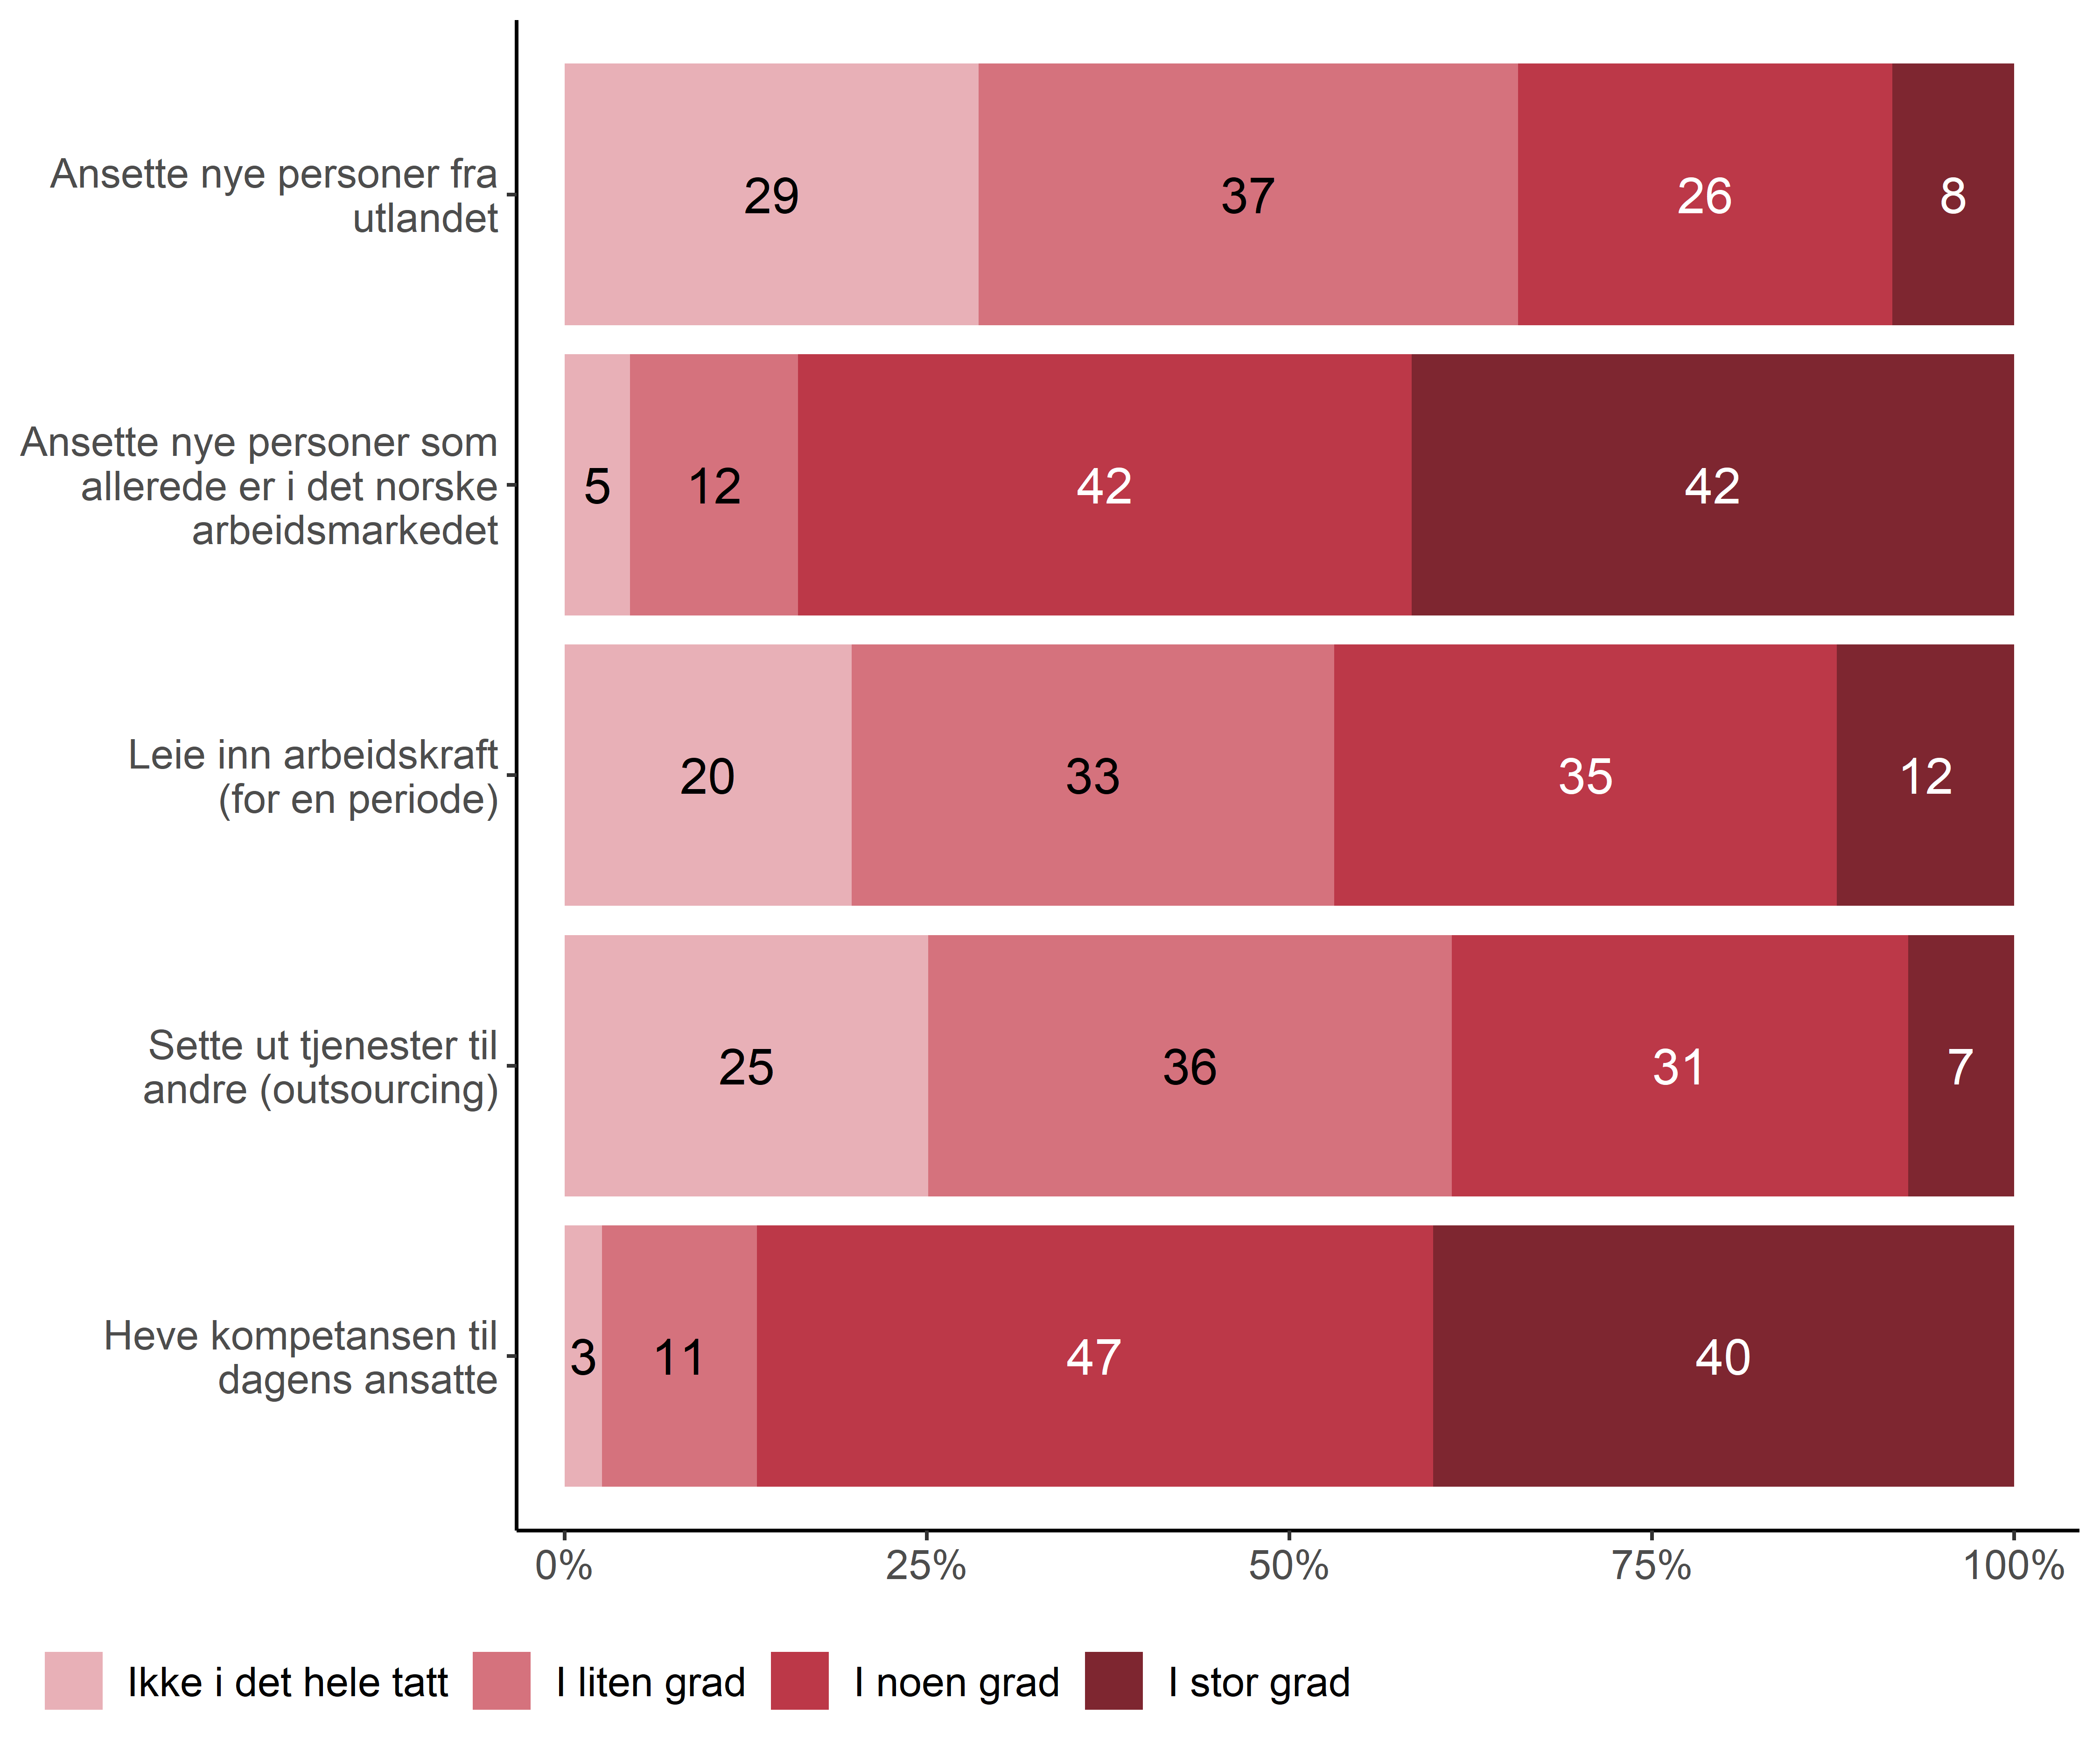 Ansette nye personer fra
utlandet
29 37 26 8
Ansette nye personer som
allerede er i det norske
arbeidsmarkedet
5 12 42 42
Leie inn arbeidskraft
(for en periode)
20 33 35 12
Sette ut tjenester til
andre (outsourcing)
25 36 31 7
Heve kompetansen til
dagens ansatte
3 11 47 40
0% 25% 50% 75% 100%
Ikke i det hele tatt I liten grad I noen grad I stor grad